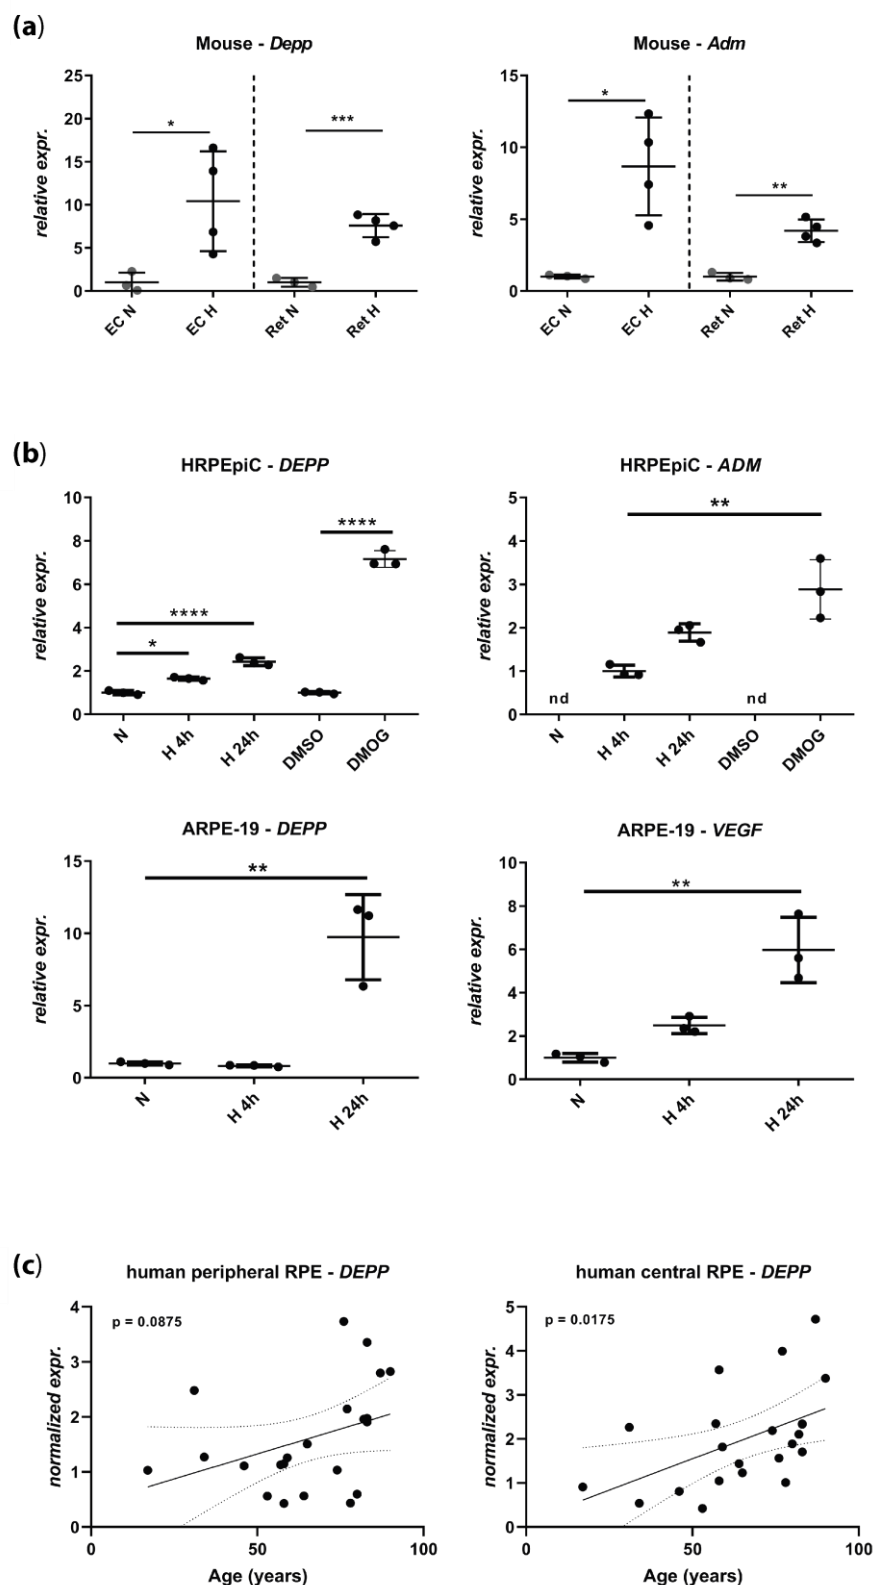 (a)
Mouse - Depp
25
20
15
10
5
0
relative expr.
*
***
EC N
EC H
Ret N
Ret H
Mouse - Adm
15
10
5
0
relative expr.
*
**
EC N
EC H
Ret N
Ret H
(b)
HRPEpiC - DEPP
10
8
6
4
2
0
relative expr.
****
****
*
N
H 4h
H 24h
DMSO
DMOG
HRPEpiC - ADM
5
4
3
2
1
0
relative expr.
**
nd
nd
N
H 4h
H 24h
DMSO
DMOG
ARPE-19 - DEPP
15
10
5
0
relative expr.
**
N
H 4h
H 24h
ARPE-19 - VEGF
10
8
6
4
2
0
relative expr.
**
N
H 4h
H 24h
(c)
human peripheral RPE - DEPP
4
3
2
1
0
normalized expr.
p = 0.0875
0
50
100
Age (years)
human central RPE - DEPP
5
4
3
2
1
0
normalized expr.
p = 0.0175
0
50
100
Age (years)